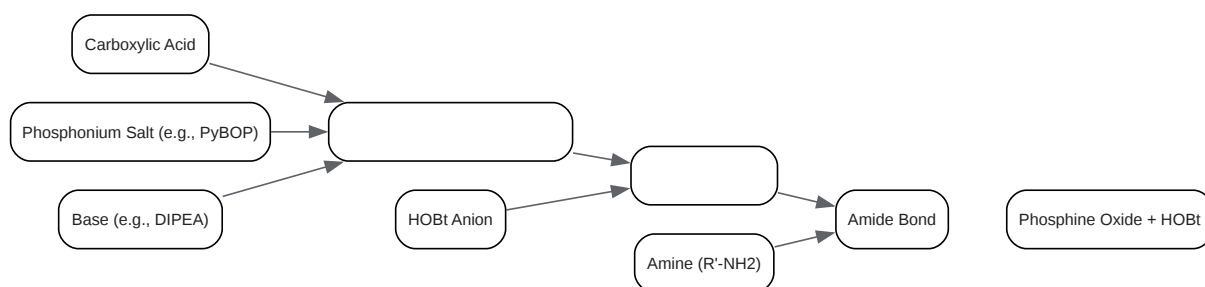 Carboxylic Acid
Phosphonium Salt (e.g., PyBOP)
Base (e.g., DIPEA)
HOBt Anion
Amine (R'-NH2)
Amide Bond
Phosphine Oxide + HOBt